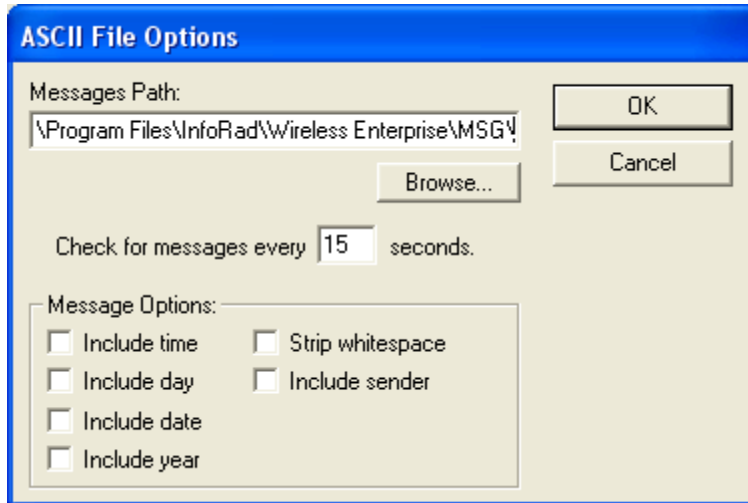 ASCII File Options
Messages Path:
\Program Files\InfoRad\Wireless Enterprise\MSG\
Browse...
OK
Cancel
Check for messages every 15 seconds.
Message Options:
Include time
Strip whitespace
Include day
Include sender
Include date
Include year